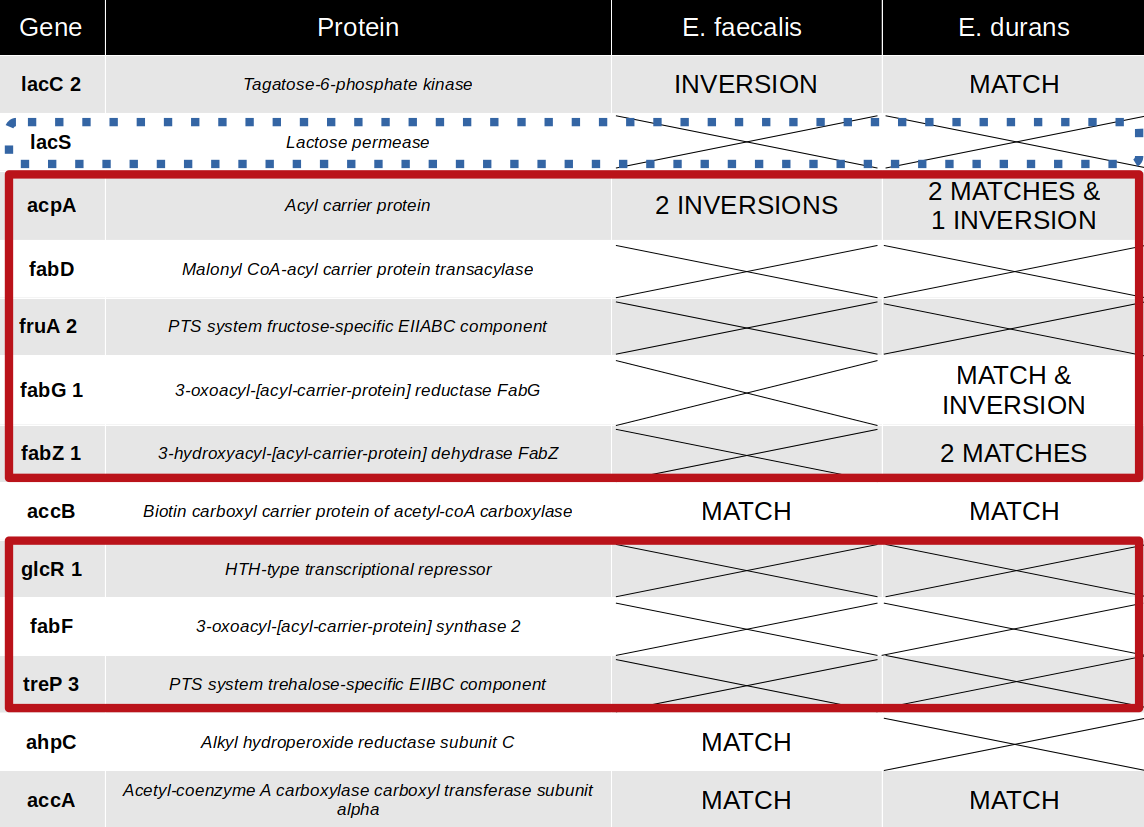 Gene Protein E. faecalis E. durans
lacC 2 Tagatose-6-phosphate kinase INVERSION MATCH
lacS Lactose permease
acpA Acyl carrier protein 2 INVERSIONS 2 MATCHES &
1 INVERSION
fabD Malonyl CoA-acyl carrier protein transacylase
fruA 2 PTS system fructose-specific EIIABC component
fabG 1 3-oxoacyl-[acyl-carrier-protein] reductase FabG MATCH &
INVERSION
fabZ 1 3-hydroxyacyl-[acyl-carrier-protein] dehydrase FabZ 2 MATCHES
accB Biotin carboxyl carrier protein of acetyl-coA carboxylase MATCH MATCH
glcR 1 HTH-type transcriptional repressor
fabF 3-oxoacyl-[acyl-carrier-protein] synthase 2
treP 3 PTS system trehalose-specific EIIBC component
ahpC Alkyl hydroperoxide reductase subunit C MATCH
accA Acetyl-coenzyme A carboxylase carboxyl transferase subunit
alpha MATCH MATCH